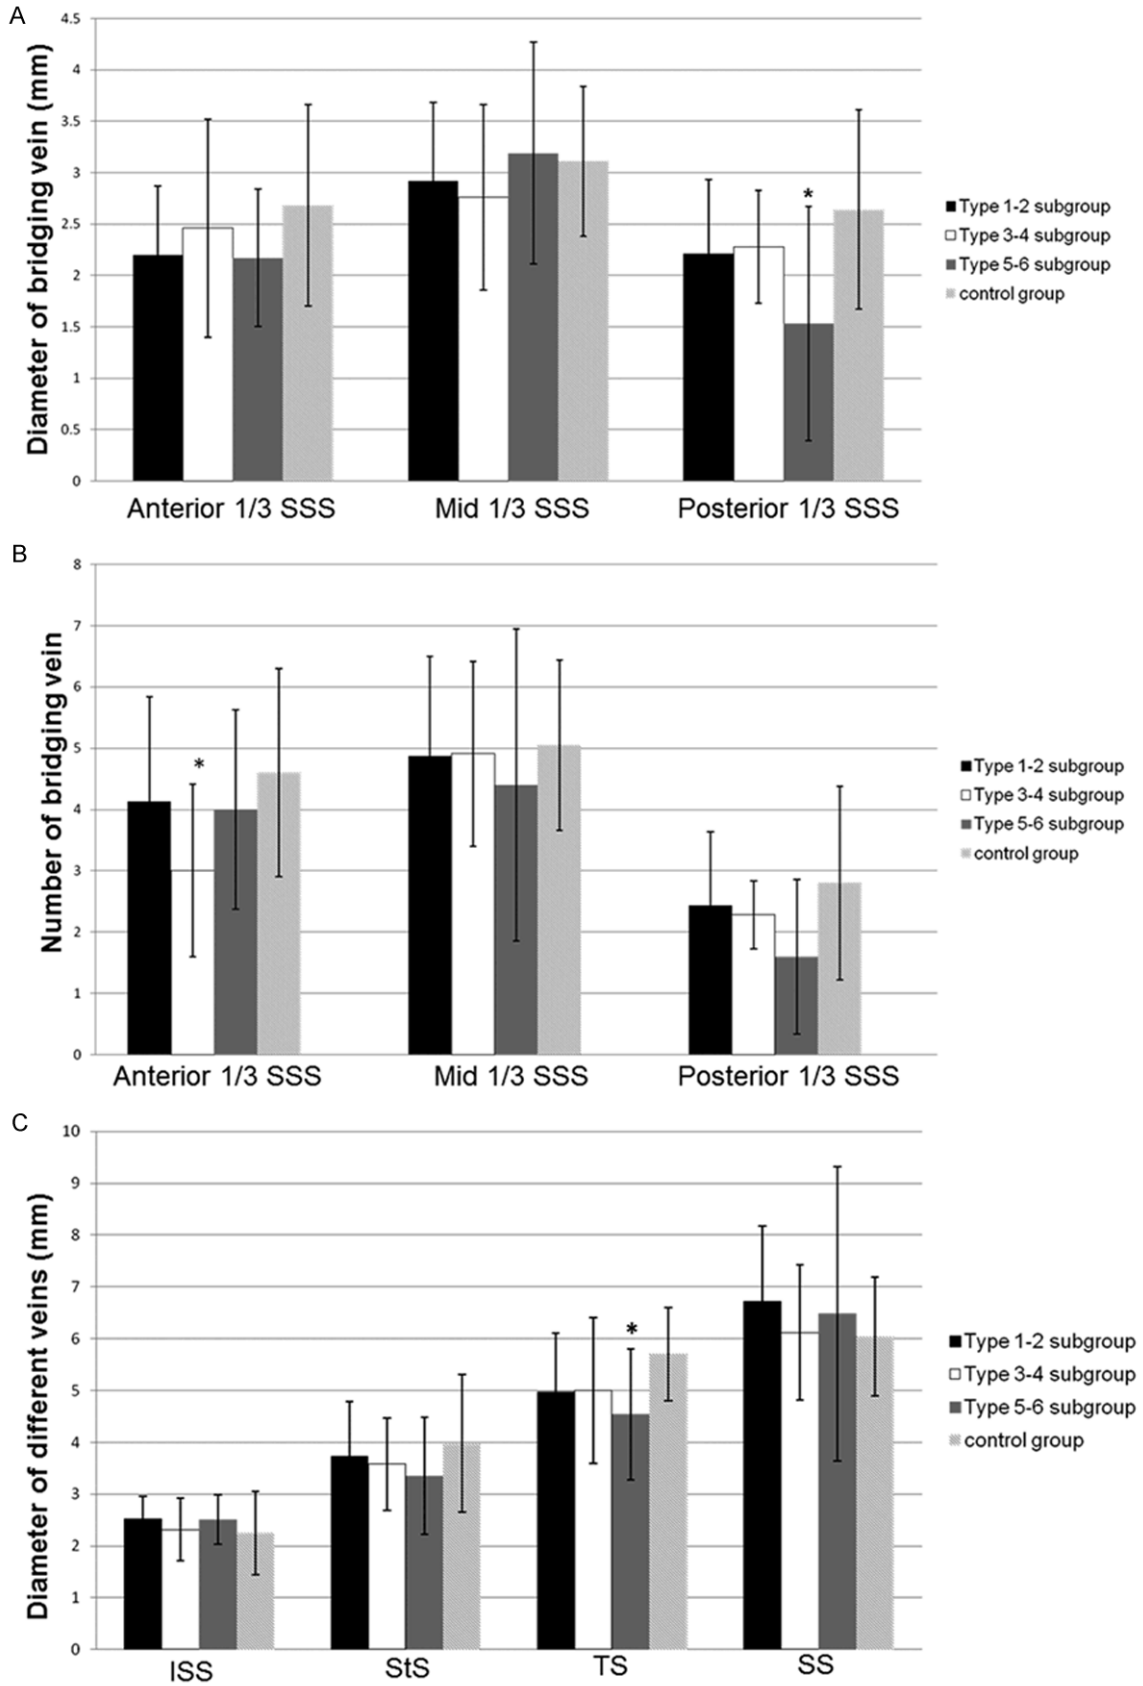 A
Diameter of bridging vein (mm)
4.5
4
3.5
3
2.5
2
1.5
1
0.5
0
*
Anterior 1/3 SSS Mid 1/3 SSS Posterior 1/3 SSS
Type 1-2 subgroup
Type 3-4 subgroup
Type 5-6 subgroup
control group
B
Number of bridging vein
8
7
6
5
4
3
2
1
0
*
Anterior 1/3 SSS Mid 1/3 SSS Posterior 1/3 SSS
Type 1-2 subgroup
Type 3-4 subgroup
Type 5-6 subgroup
control group
C
Diameter of different veins (mm)
10
9
8
7
6
5
4
3
2
1
0
*
ISS StS TS SS
Type 1-2 subgroup
Type 3-4 subgroup
Type 5-6 subgroup
control group